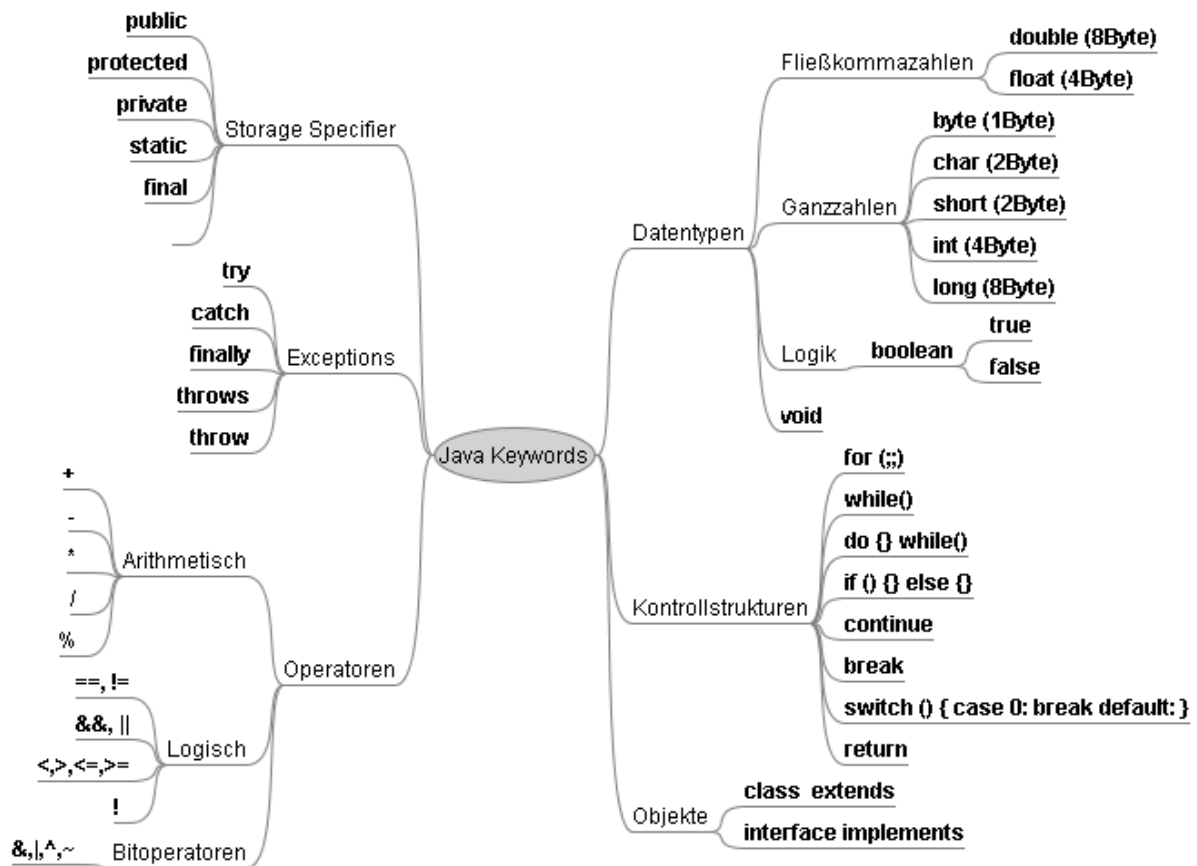 Java Keywords
Storage Specifier
public
protected
private
static
final
Exceptions
try
catch
finally
throws
throw
Operatoren
Arithmetisch
+
-
*
/
%
Logisch
==, !=
&&, ||
<,>,<=,>=
!
Bitoperatoren
&,|,^,~
Datentypen
Fließkommazahlen
double (8Byte)
float (4Byte)
Ganzzahlen
byte (1Byte)
char (2Byte)
short (2Byte)
int (4Byte)
long (8Byte)
Logik
boolean
true
false
void
Kontrollstrukturen
for (;;)
while()
do {} while()
if () {} else {}
continue
break
switch () { case 0: break default: }
return
Objekte
class  extends
interface implements